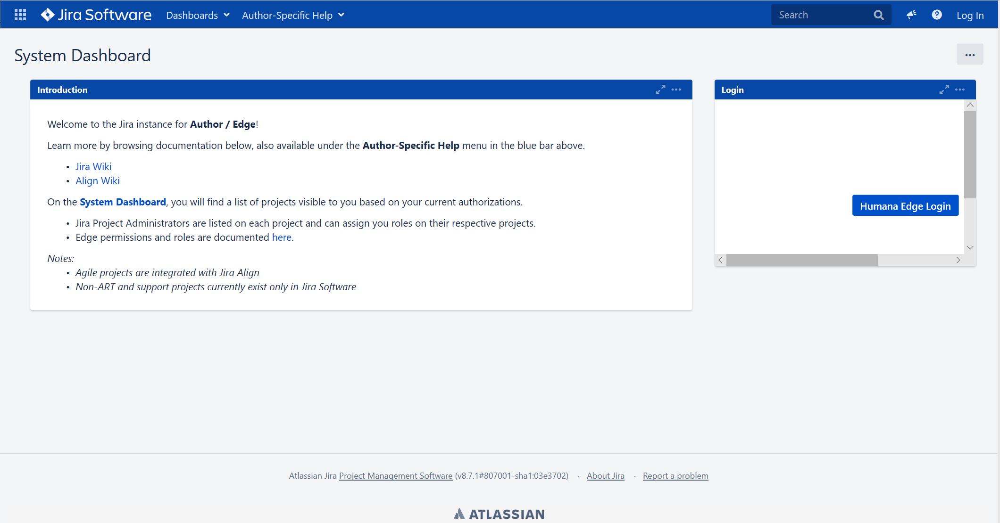 Jira Software Dashboards Author-Specific Help Search Log In
System Dashboard
Introduction
Welcome to the Jira instance for Author / Edge!
Learn more by browsing documentation below, also available under the Author-Specific Help menu in the blue bar above.
• Jira Wiki
• Align Wiki
On the System Dashboard, you will find a list of projects visible to you based on your current authorizations.
• Jira Project Administrators are listed on each project and can assign you roles on their respective projects.
• Edge permissions and roles are documented here.
Notes:
• Agile projects are integrated with Jira Align
• Non-ART and support projects currently exist only in Jira Software
Login
Humana Edge Login
Atlassian Jira Project Management Software (v8.7.1#807001-sha1:03e3702) · About Jira · Report a problem
ATLASSIAN